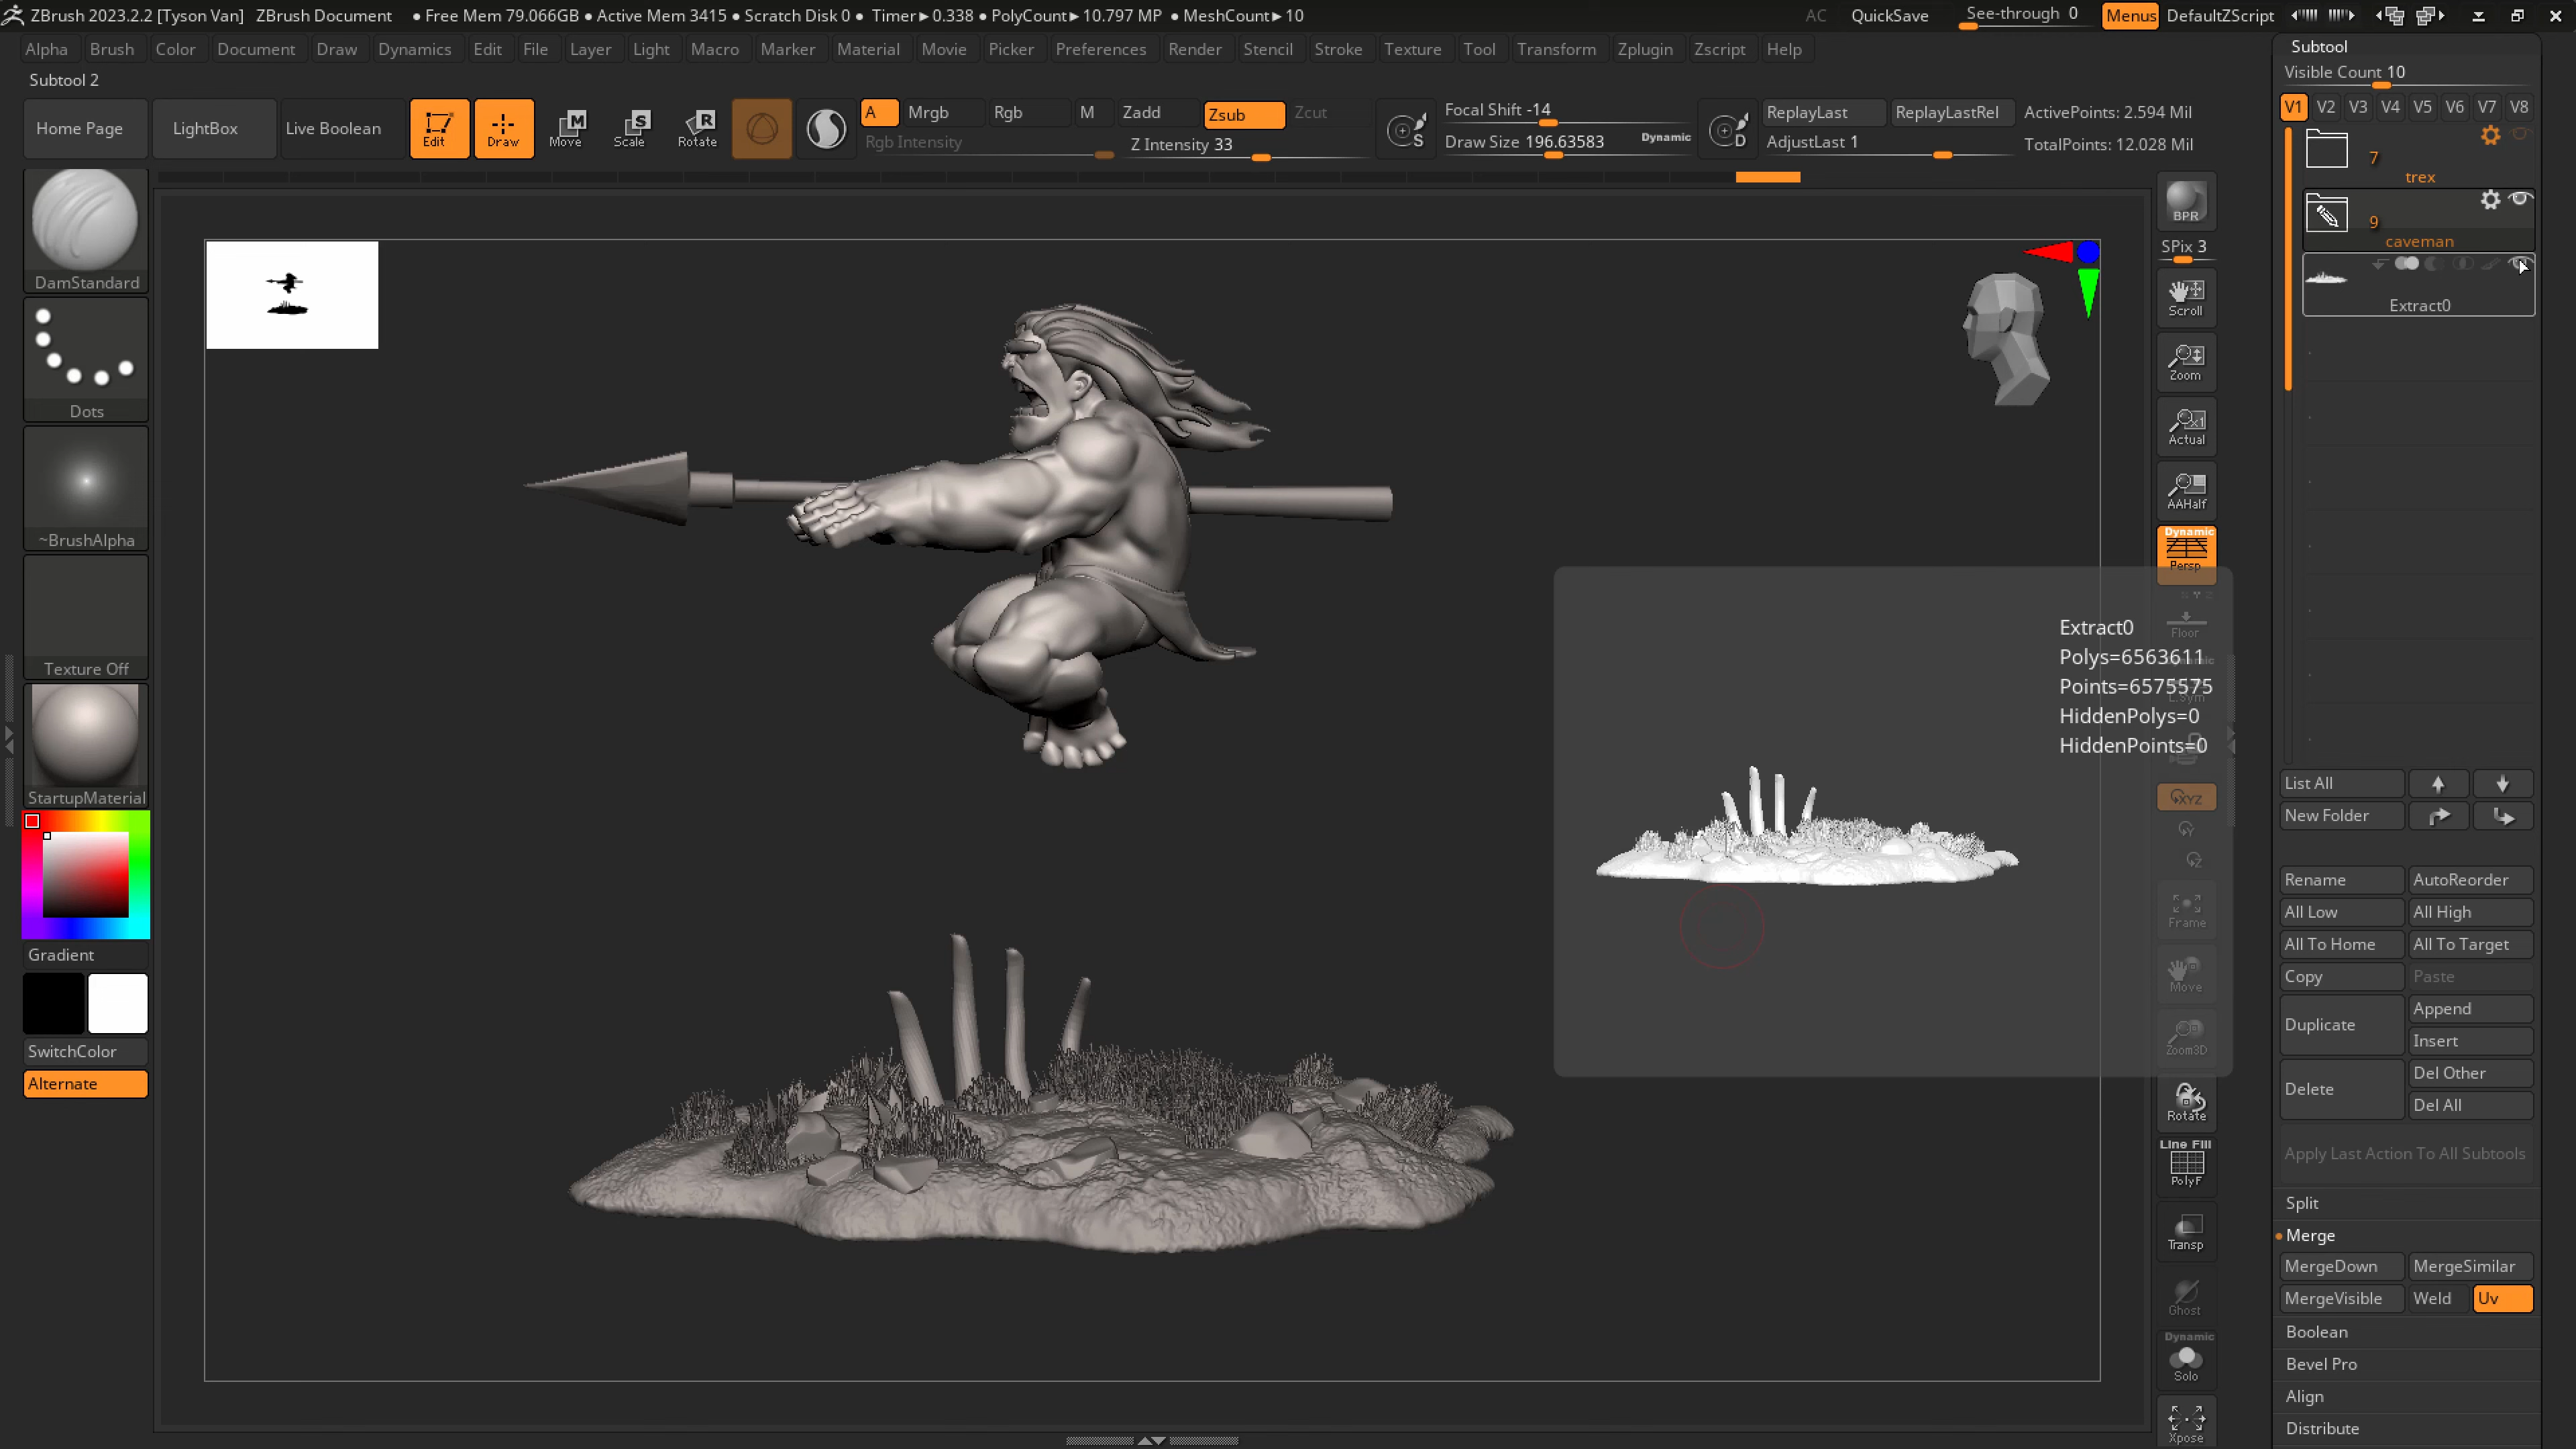 ZBrush 2023.2.2 [Tyson Van] ZBrush Document • Free Mem 79.066GB • Active Mem 3415 • Scratch Disk 0 • Timer►0.338 • PolyCount►10.797 MP • MeshCount►10 AC QuickSave See-through 0 Menus DefaultZScript
Alpha Brush Color Document Draw Dynamics Edit File Layer Light Macro Marker Material Movie Picker Preferences Render Stencil Stroke Texture Tool Transform Zplugin Zscript Help
Subtool 2
Home Page LightBox Live Boolean Edit Draw Move Scale Rotate
M S R
A Mrgb Rgb M Zadd Zsub Zcut
Rgb Intensity Z Intensity 33
S Focal Shift -14
Draw Size 196.63583 Dynamic
D ReplayLast ReplayLastRel ActivePoints: 2.594 Mil
AdjustLast 1 TotalPoints: 12.028 Mil
DamStandard
Dots
~BrushAlpha
Texture Off
StartupMaterial
Gradient
SwitchColor
Alternate
BPR
SPix 3
Scroll
Zoom
x1
Actual
AAHalf
Dynamic
Persp
Floor
Extract0
Polys=6563611
Points=6575575
HiddenPolys=0
HiddenPoints=0
L.Sym
XYZ
Y
Z
Frame
Move
Zoom3D
Rotate
Line Fill
PolyF
Transp
Ghost
Dynamic
Solo
Xpose
Subtool
Visible Count 10
V1 V2 V3 V4 V5 V6 V7 V8
7
trex
9
caveman
Extract0
List All
New Folder
Rename AutoReorder
All Low All High
All To Home All To Target
Copy Paste
Duplicate Append
Insert
Delete Del Other
Del All
Apply Last Action To All Subtools
Split
Merge
MergeDown MergeSimilar
MergeVisible Weld Uv
Boolean
Bevel Pro
Align
Distribute